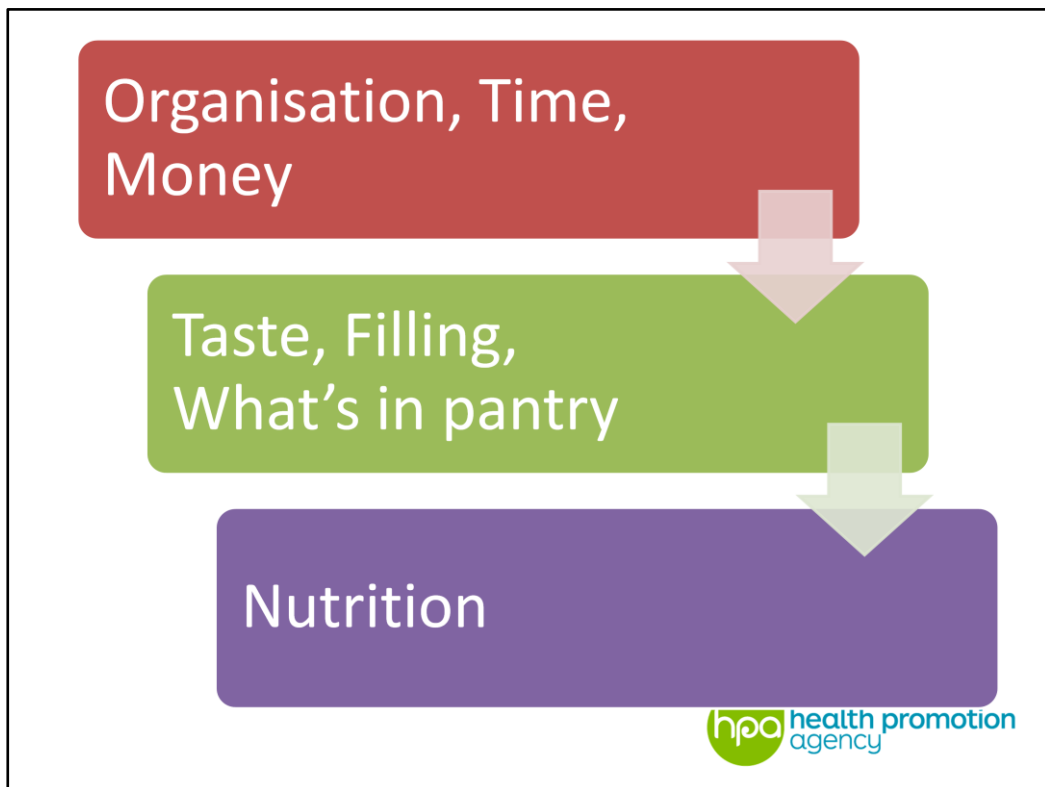 Organisation, Time,
Money
Taste, Filling,
What’s in pantry
Nutrition
hpa health promotion
agency